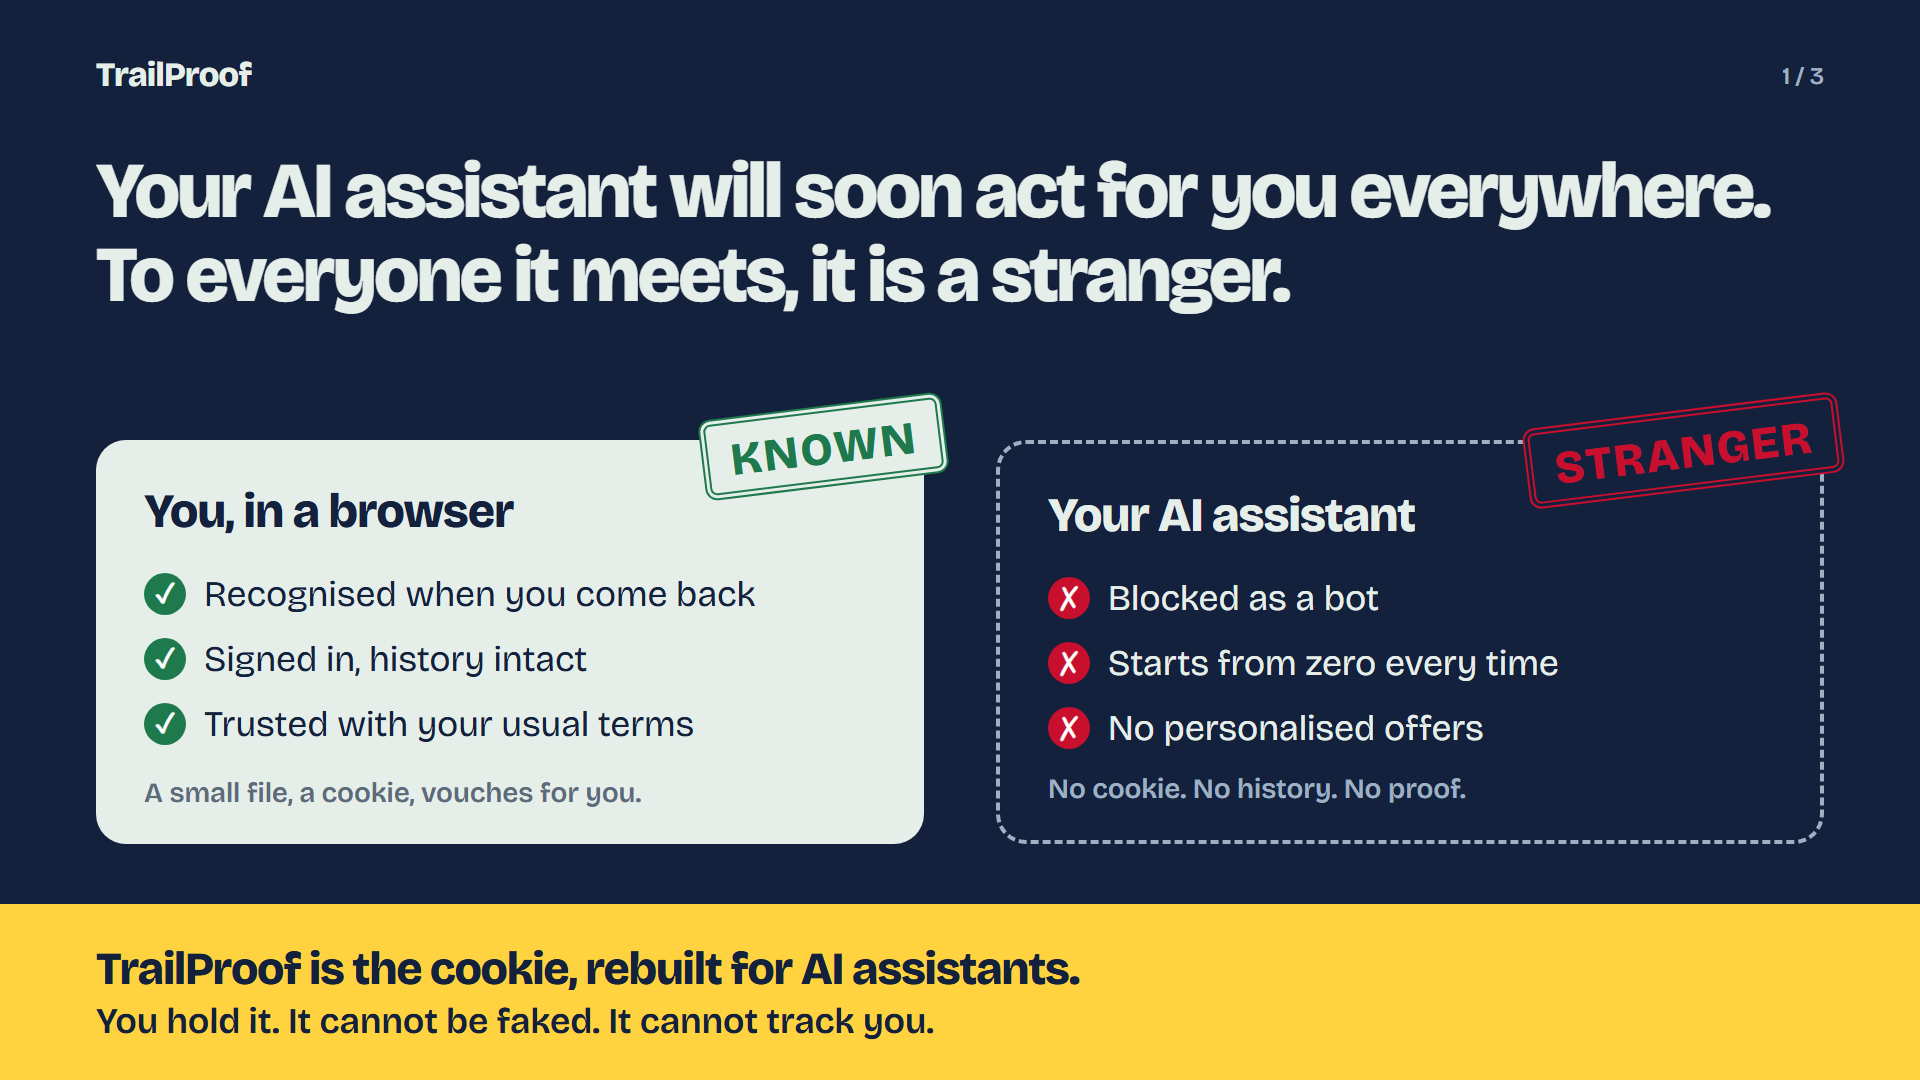 TrailProof
1 / 3
Your AI assistant will soon act for you everywhere.
To everyone it meets, it is a stranger.
KNOWN
You, in a browser
✓ Recognised when you come back
✓ Signed in, history intact
✓ Trusted with your usual terms
A small file, a cookie, vouches for you.
STRANGER
Your AI assistant
✗ Blocked as a bot
✗ Starts from zero every time
✗ No personalised offers
No cookie. No history. No proof.
TrailProof is the cookie, rebuilt for AI assistants.
You hold it. It cannot be faked. It cannot track you.